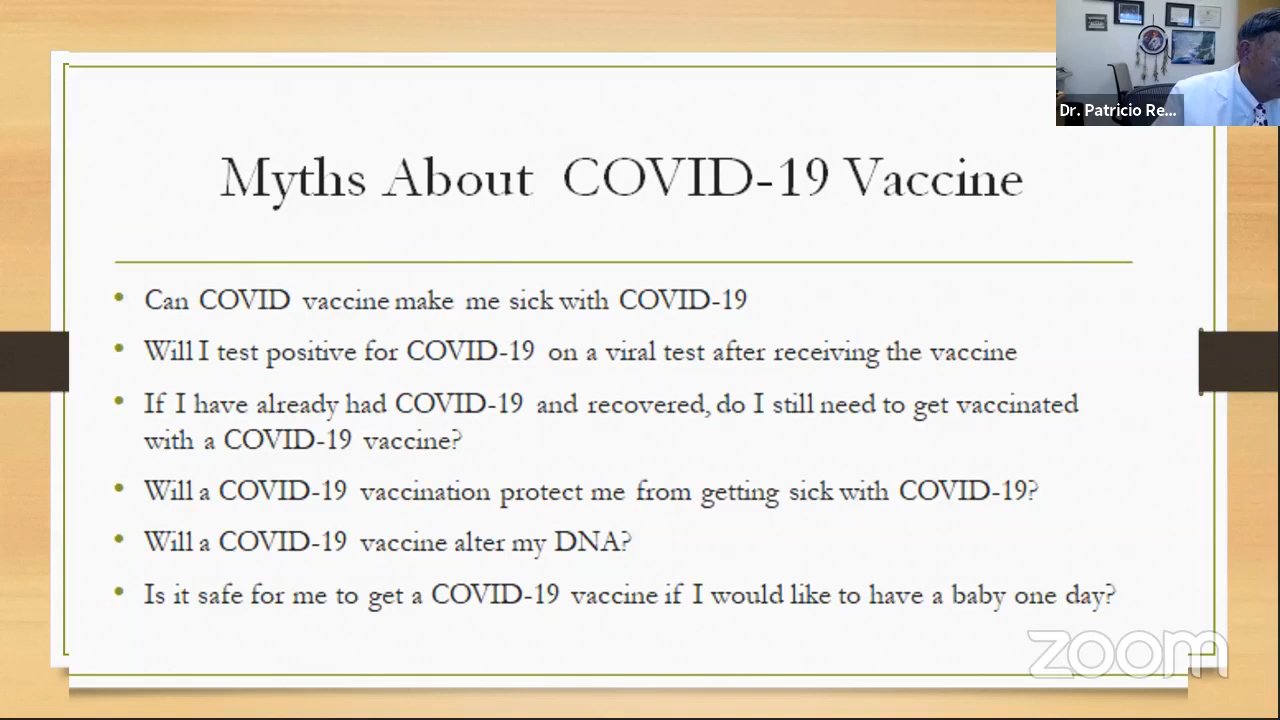 Dr. Patricio Re...
Myths About COVID-19 Vaccine
• Can COVID vaccine make me sick with COVID-19
• Will I test positive for COVID-19 on a viral test after receiving the vaccine
• If I have already had COVID-19 and recovered, do I still need to get vaccinated
with a COVID-19 vaccine?
• Will a COVID-19 vaccination protect me from getting sick with COVID-19?
• Will a COVID-19 vaccine alter my DNA?
• Is it safe for me to get a COVID-19 vaccine if I would like to have a baby one day?
zoom